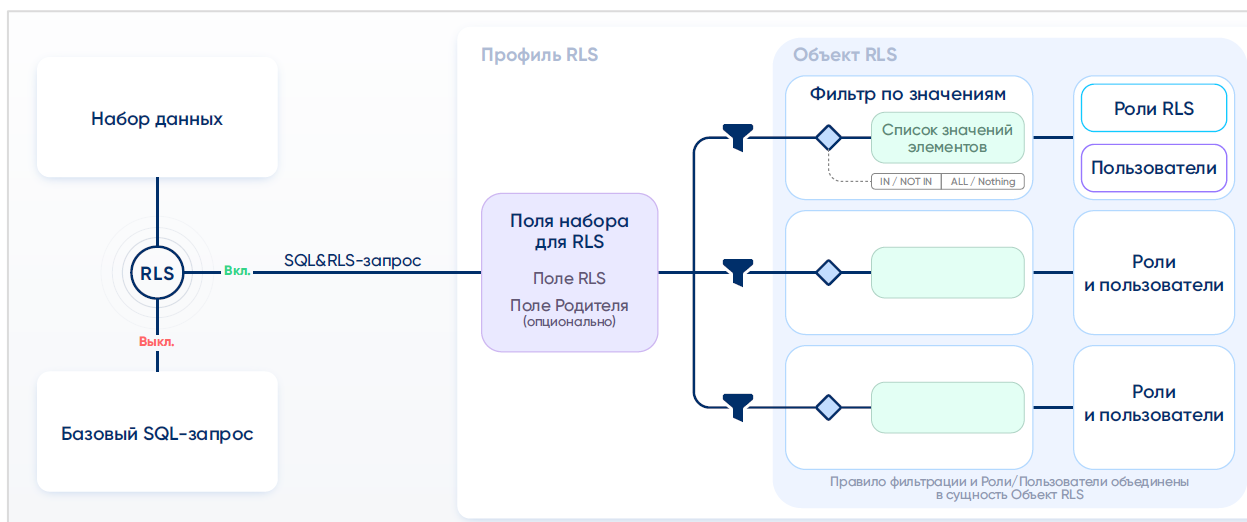 Профиль RLS
Объект RLS
Набор данных
RLS
Вкл.
SQL&RLS-запрос
Выкл.
Базовый SQL-запрос
Поля набора
для RLS
Поле RLS
Поле Родителя
(опционально)
Фильтр по значениям
Список значений
элементов
IN / NOT IN
ALL / Nothing
Роли RLS
Пользователи
Роли
и пользователи
Роли
и пользователи
Правило фильтрации и Роли/Пользователи объединены
в сущность Объект RLS